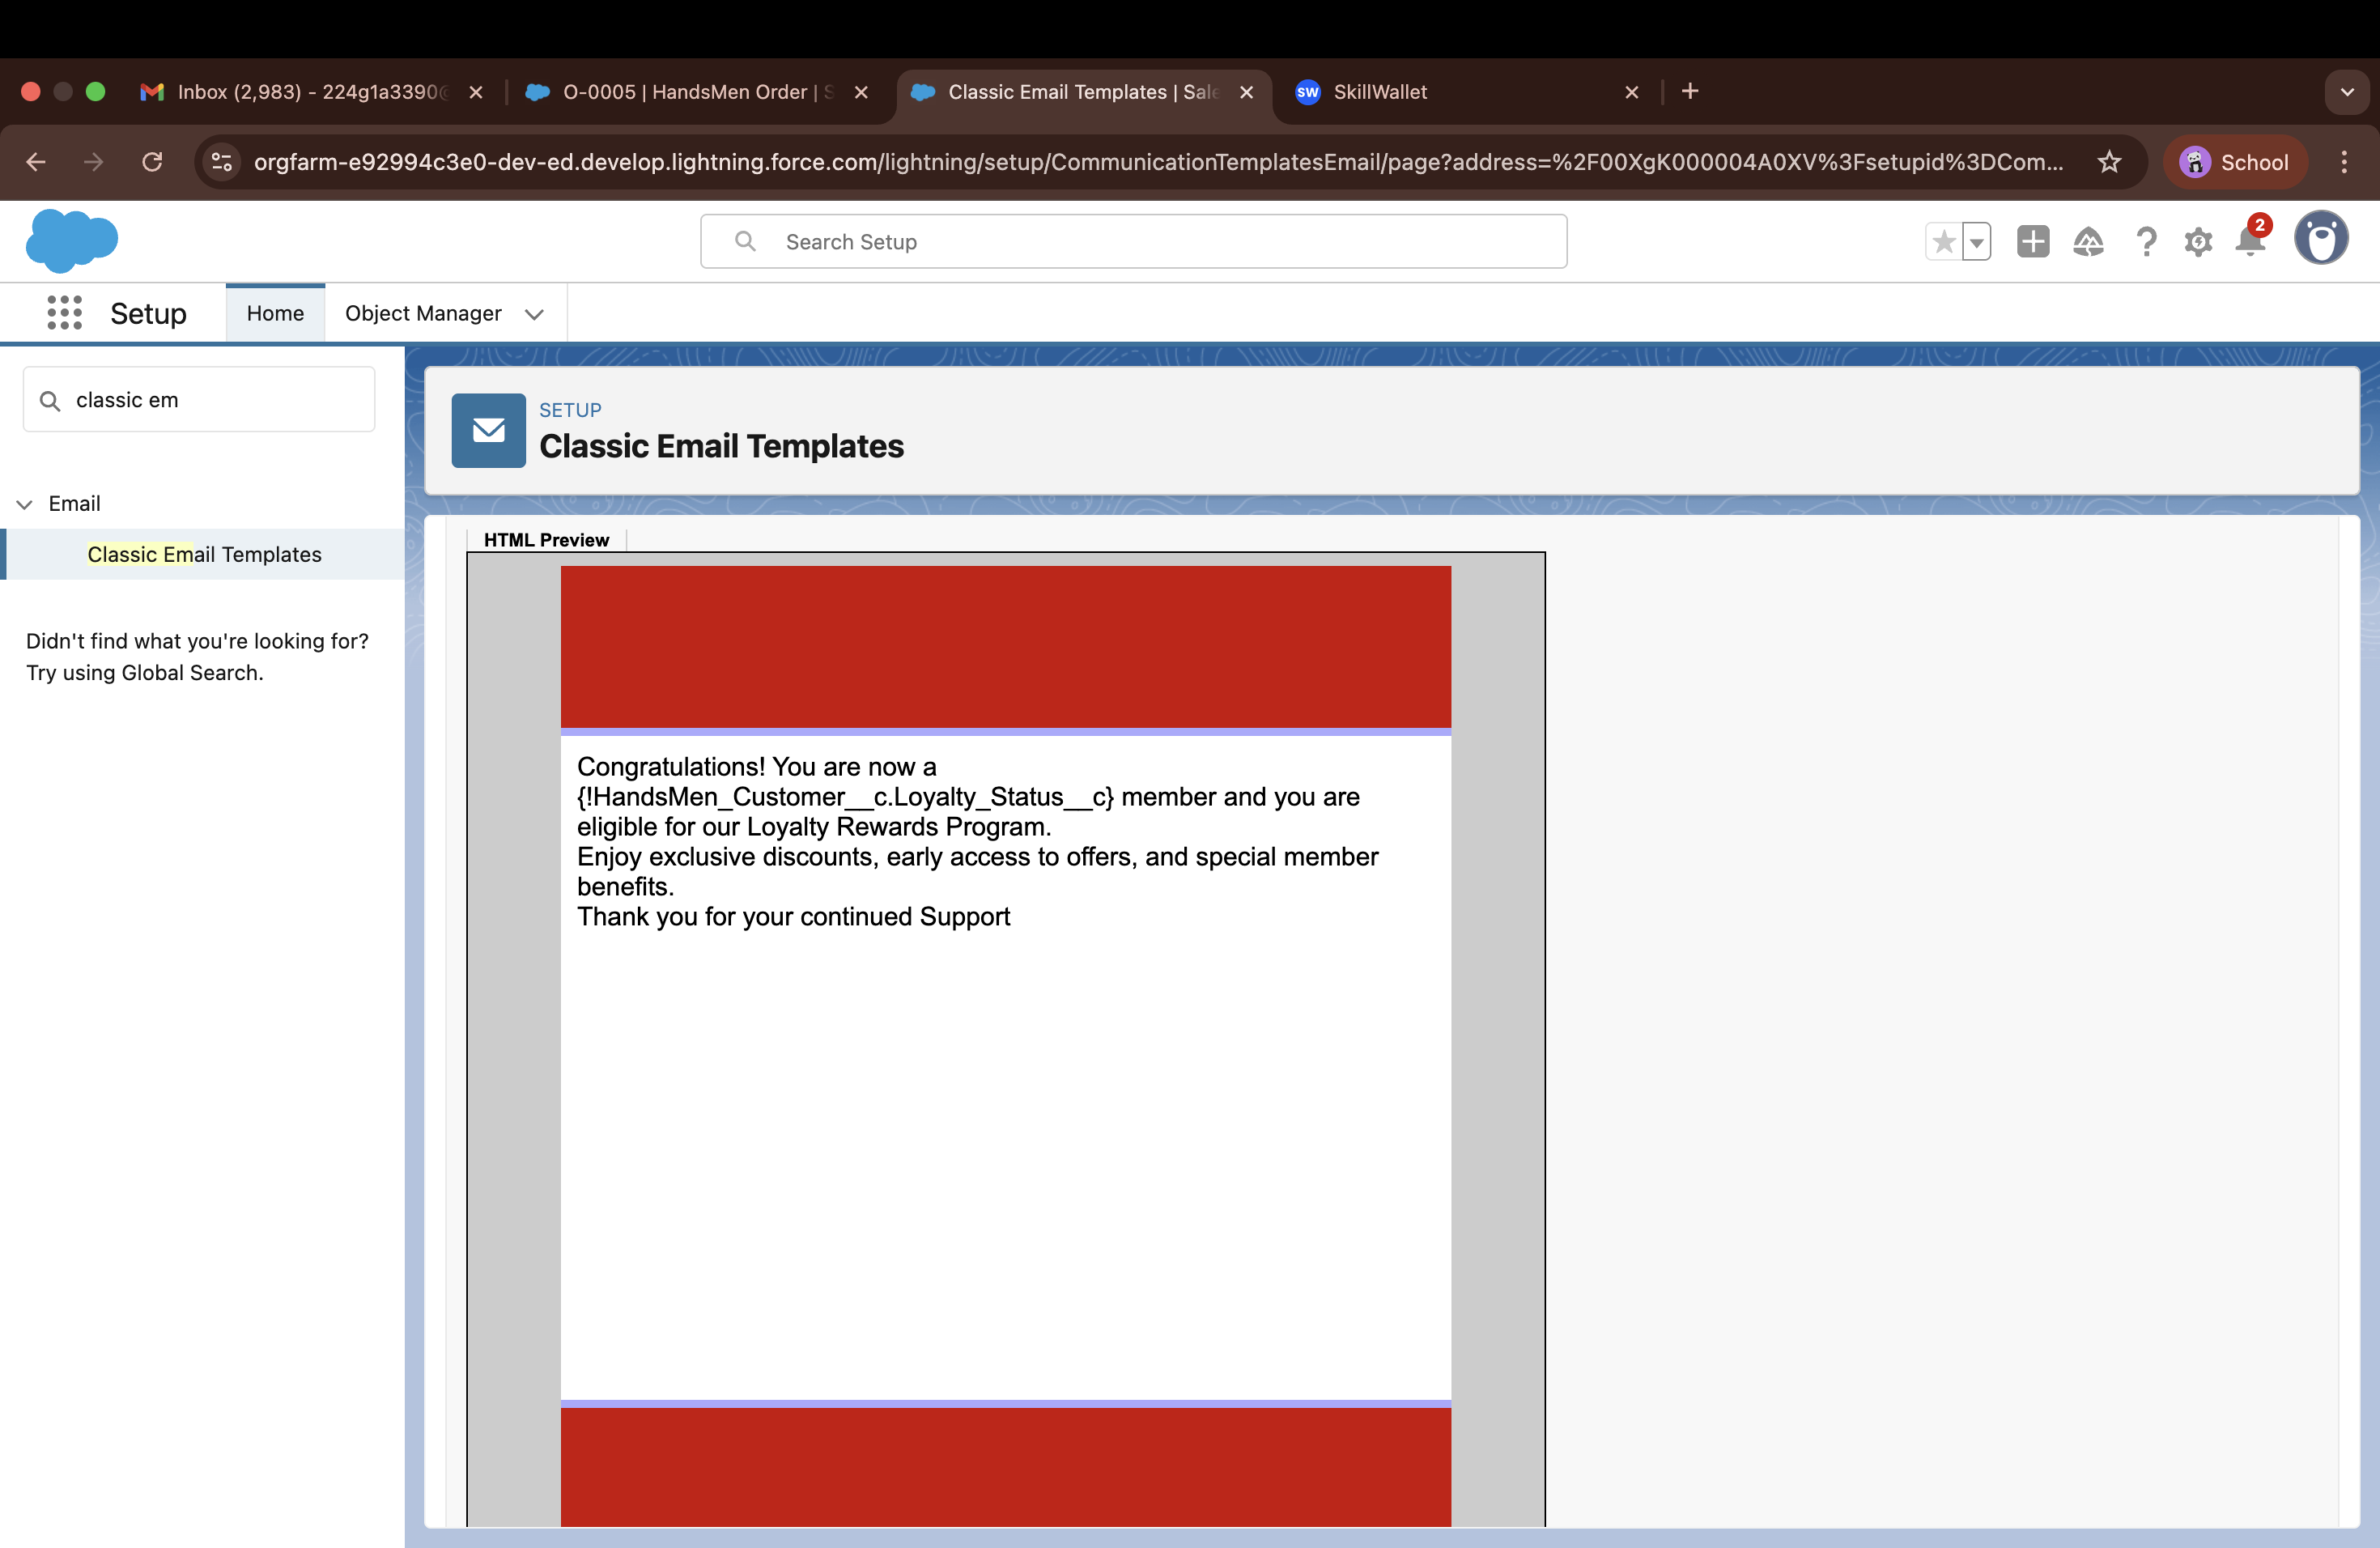 Inbox (2,983) - 224g1a3390
O-0005 | HandsMen Order |
Classic Email Templates | Sale
SW SkillWallet
orgfarm-e92994c3e0-dev-ed.develop.lightning.force.com/lightning/setup/CommunicationTemplatesEmail/page?address=%2F00XgK000004A0XV%3Fsetupid%3DCom...
School
Search Setup
2
Setup
Home
Object Manager
classic em
Email
Classic Email Templates
Didn't find what you're looking for?
Try using Global Search.
SETUP
Classic Email Templates
HTML Preview
Congratulations! You are now a
{!HandsMen_Customer__c.Loyalty_Status__c} member and you are
eligible for our Loyalty Rewards Program.
Enjoy exclusive discounts, early access to offers, and special member
benefits.
Thank you for your continued Support